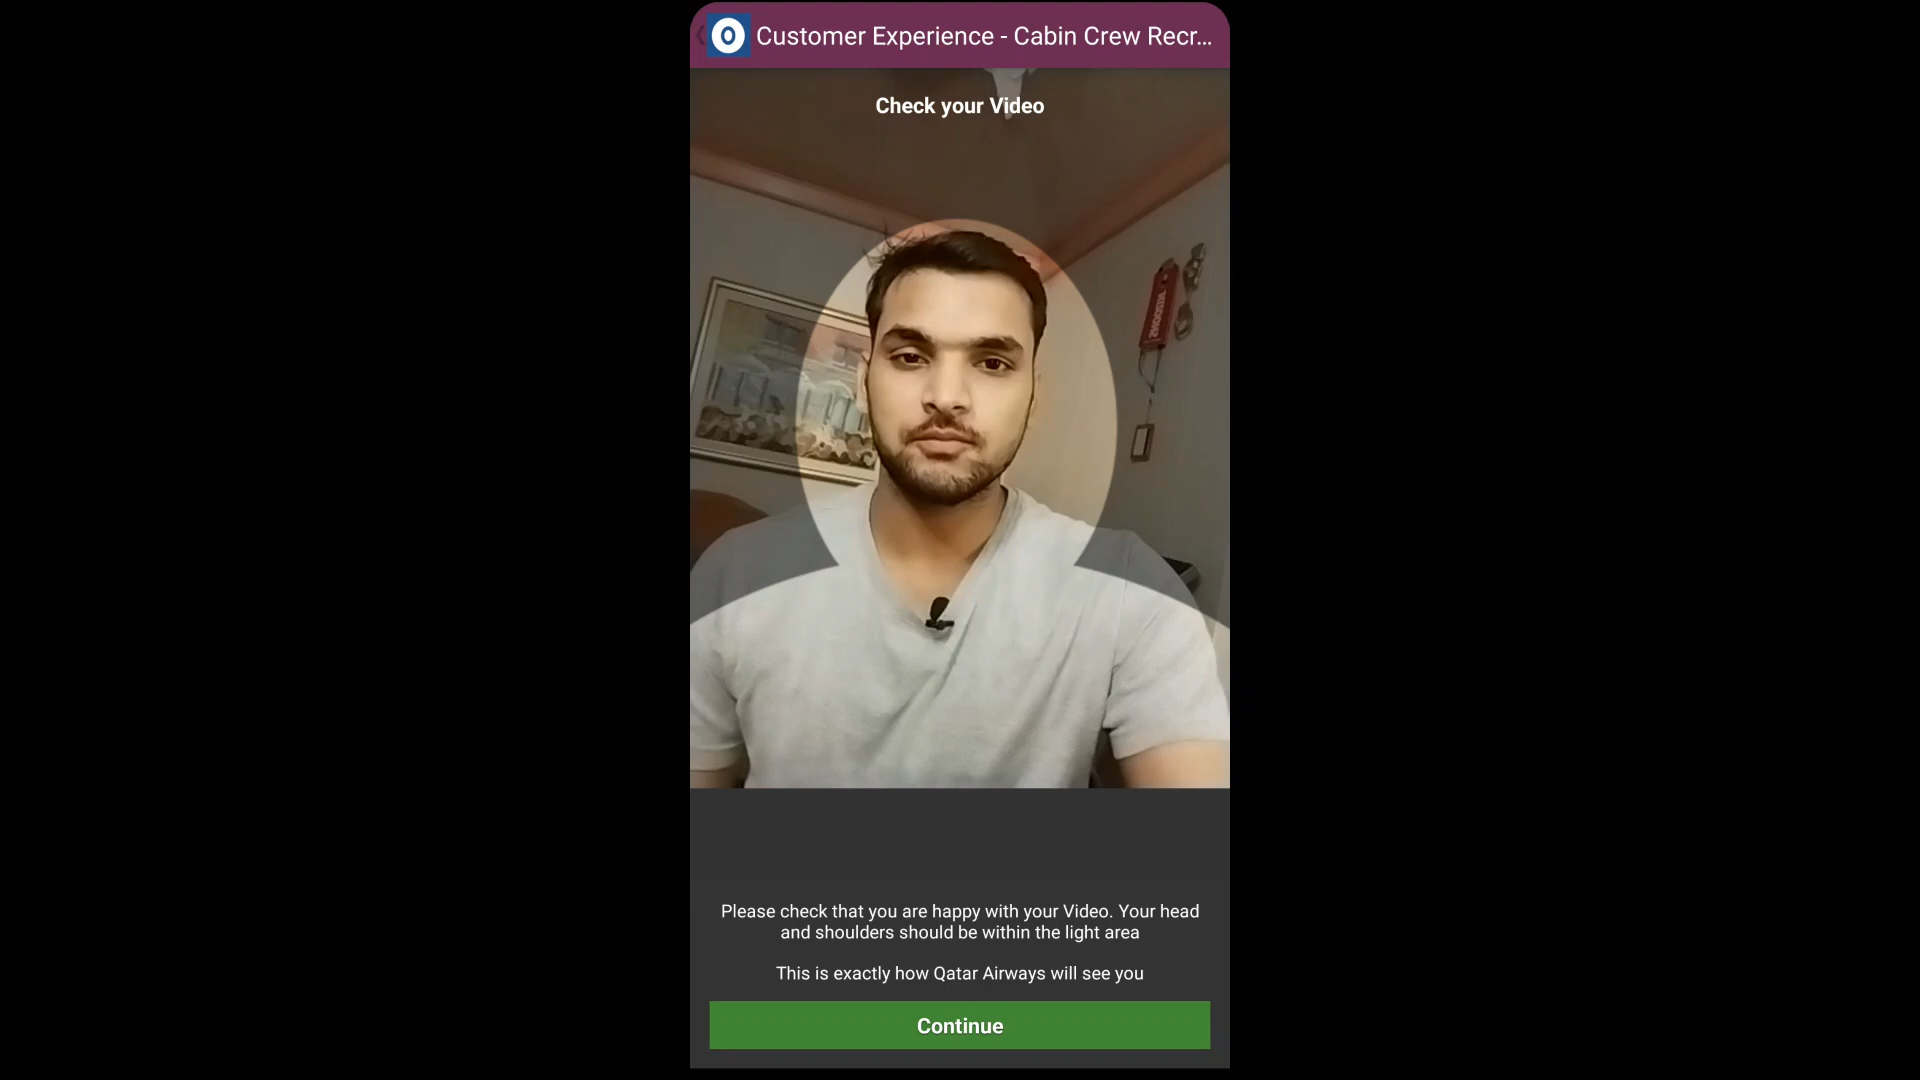 Customer Experience - Cabin Crew Recr...
Check your Video
Please check that you are happy with your Video. Your head
and shoulders should be within the light area
This is exactly how Qatar Airways will see you
Continue